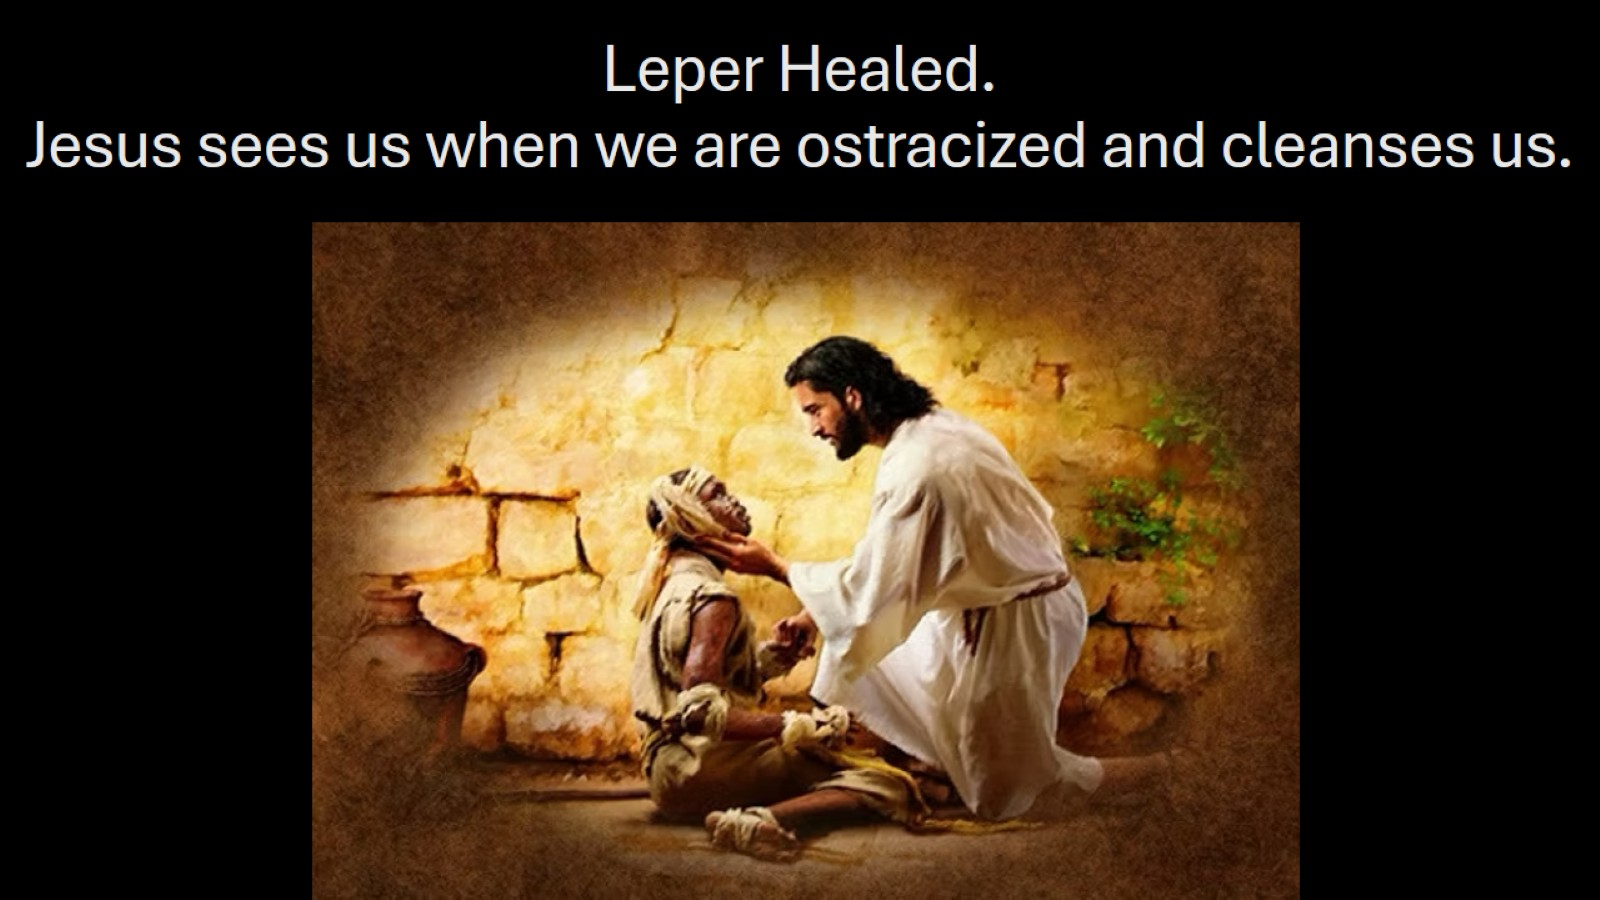 Leper Healed.
Jesus sees us when we are ostracized and cleanses us.